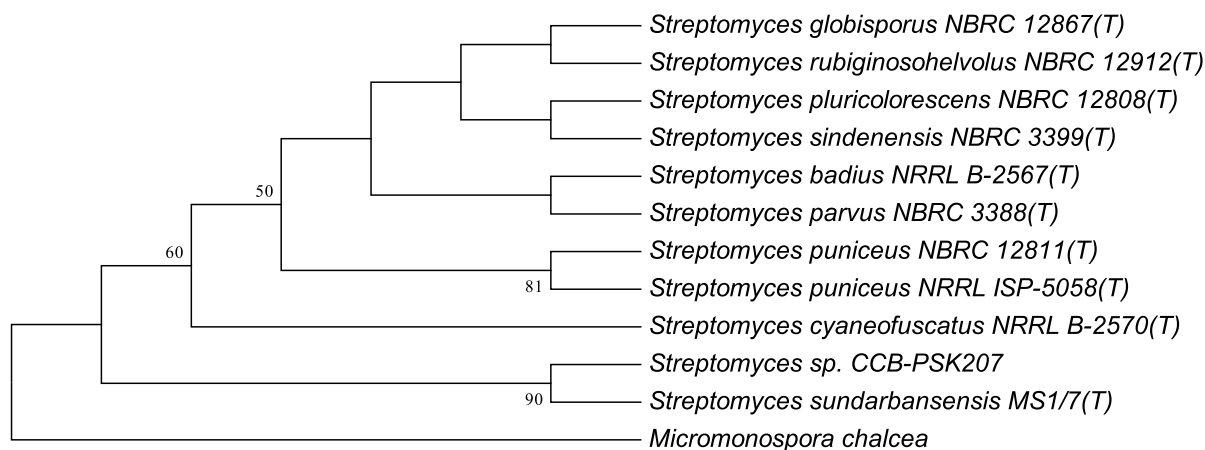 Streptomyces globisporus NBRC 12867(T)
Streptomyces rubiginosohelvolus NBRC 12912(T)
Streptomyces pluricolorescens NBRC 12808(T)
Streptomyces sindenensis NBRC 3399(T)
Streptomyces badius NRRL B-2567(T)
50
Streptomyces parvus NBRC 3388(T)
60
Streptomyces puniceus NBRC 12811(T)
81
Streptomyces puniceus NRRL ISP-5058(T)
Streptomyces cyaneofuscatus NRRL B-2570(T)
Streptomyces sp. CCB-PSK207
90
Streptomyces sundarbansensis MS1/7(T)
Micromonospora chalcea